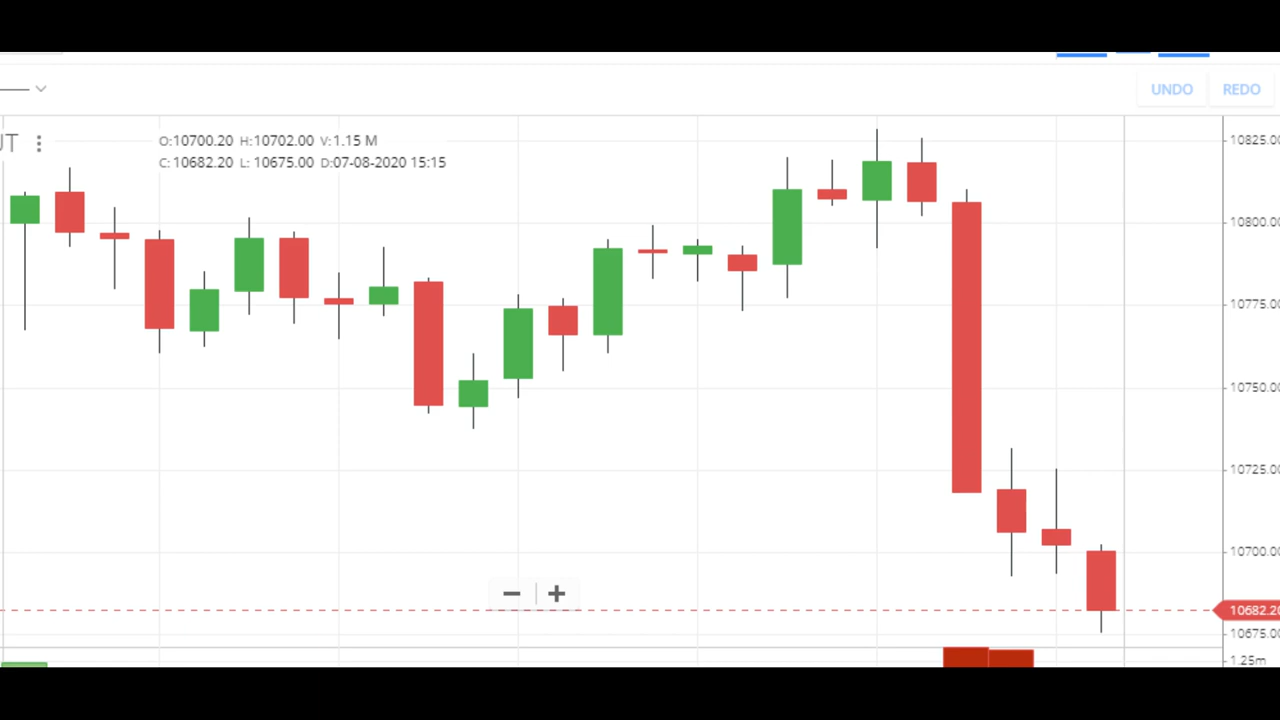 UNDO REDO
UT
O:10700.20 H:10702.00 V:1.15 M
C: 10682.20 L: 10675.00 D:07-08-2020 15:15
10825.00
10800.00
10775.00
10750.00
10725.00
10700.00
10682.20
10675.00
1.25m